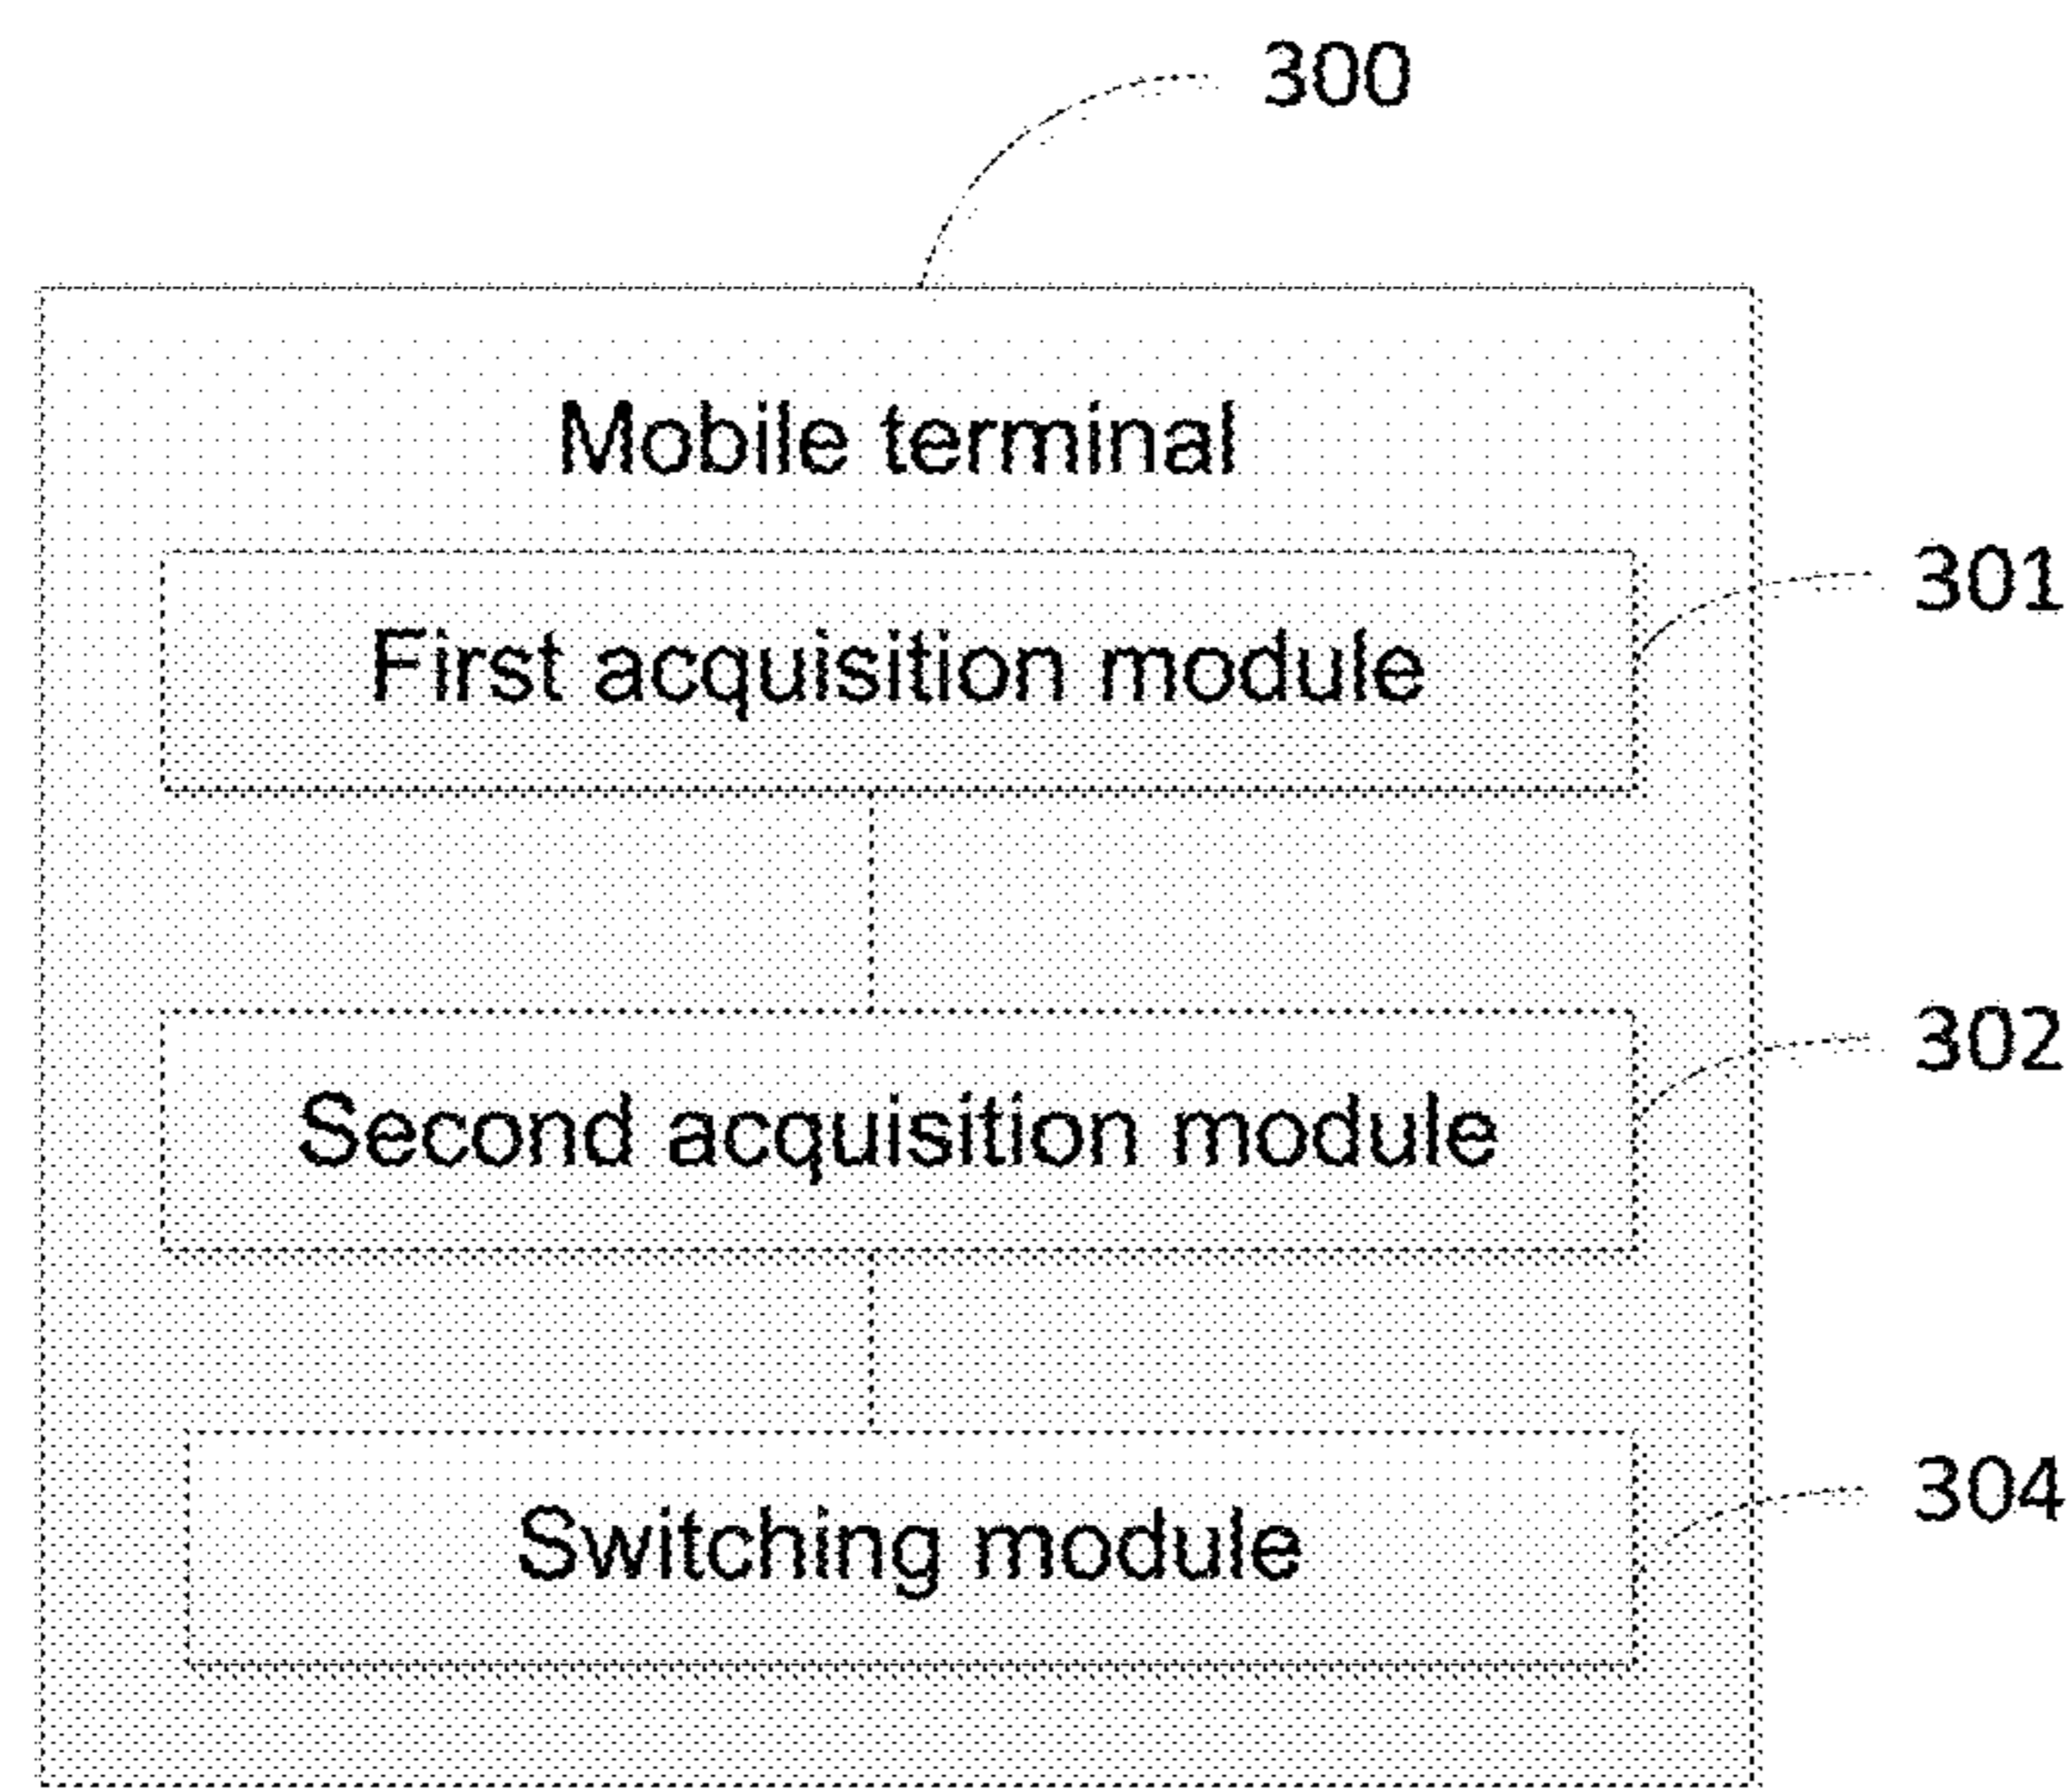 300
Mobile terminal
301
First acquisition module
302
Second acquisition module
304
Switching module